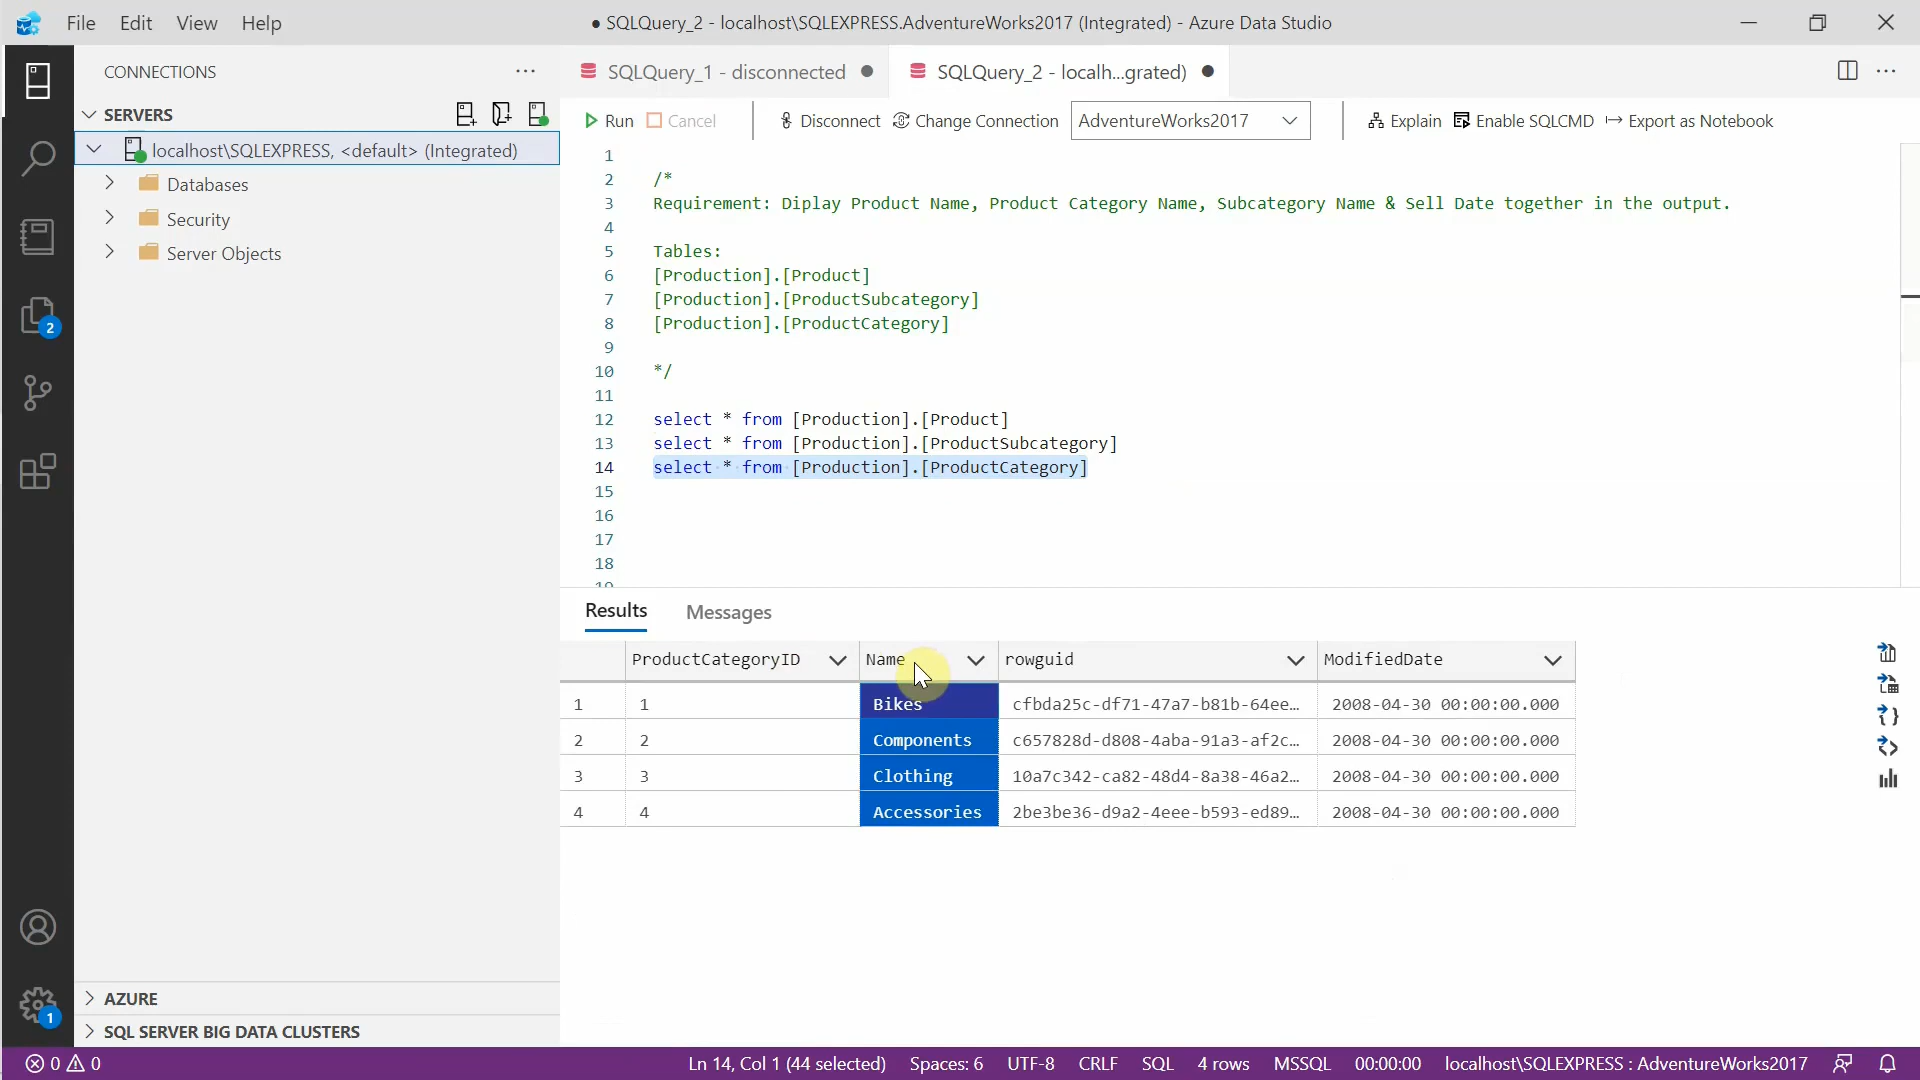 File Edit View Help
● SQLQuery_2 - localhost\SQLEXPRESS.AdventureWorks2017 (Integrated) - Azure Data Studio
CONNECTIONS
SQLQuery_1 - disconnected
SQLQuery_2 - localh...grated)
SERVERS
Run Cancel Disconnect Change Connection AdventureWorks2017 Explain Enable SQLCMD Export as Notebook
localhost\SQLEXPRESS, <default> (Integrated)
Databases
Security
Server Objects
1
2 /*
3 Requirement: Diplay Product Name, Product Category Name, Subcategory Name & Sell Date together in the output.
4
5 Tables:
6 [Production].[Product]
7 [Production].[ProductSubcategory]
8 [Production].[ProductCategory]
9
10 */
11
12 select * from [Production].[Product]
13 select * from [Production].[ProductSubcategory]
14 select * from [Production].[ProductCategory]
15
16
17
18
19
2
Results Messages
ProductCategoryID Name rowguid ModifiedDate
1 1 Bikes cfbda25c-df71-47a7-b81b-64ee... 2008-04-30 00:00:00.000
2 2 Components c657828d-d808-4aba-91a3-af2c... 2008-04-30 00:00:00.000
3 3 Clothing 10a7c342-ca82-48d4-8a38-46a2... 2008-04-30 00:00:00.000
4 4 Accessories 2be3be36-d9a2-4eee-b593-ed89... 2008-04-30 00:00:00.000
AZURE
1
SQL SERVER BIG DATA CLUSTERS
0 0
Ln 14, Col 1 (44 selected) Spaces: 6 UTF-8 CRLF SQL 4 rows MSSQL 00:00:00 localhost\SQLEXPRESS : AdventureWorks2017